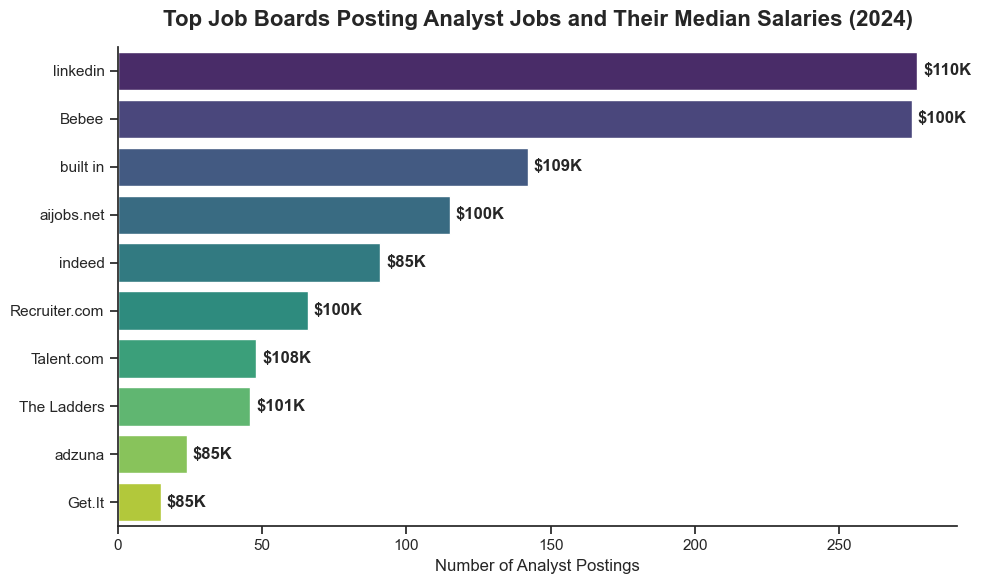 Top Job Boards Posting Analyst Jobs and Their Median Salaries (2024)
linkedin $110K
Bebee $100K
built in $109K
aijobs.net $100K
indeed $85K
Recruiter.com $100K
Talent.com $108K
The Ladders $101K
adzuna $85K
Get.It $85K
0 50 100 150 200 250
Number of Analyst Postings